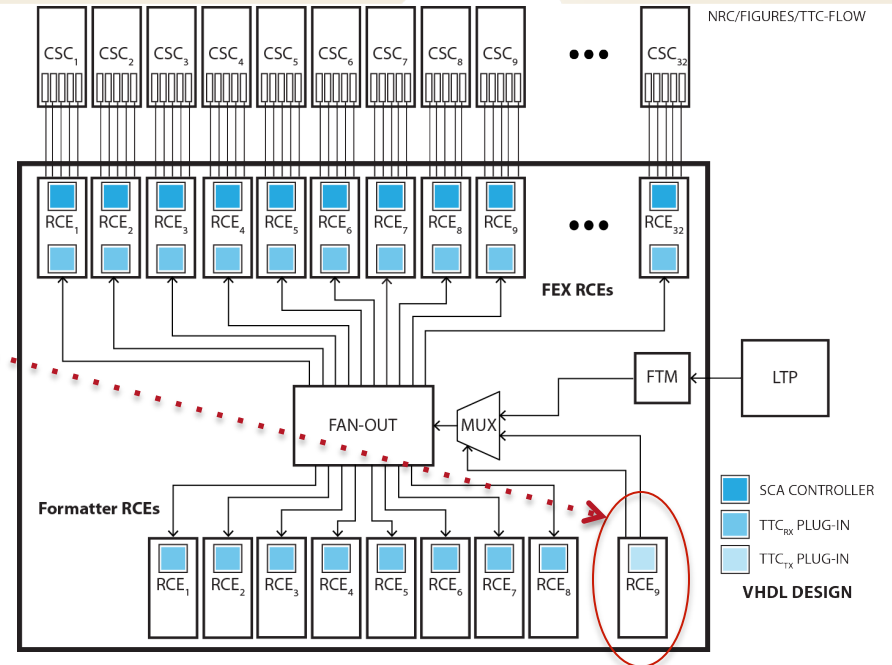 NRC/FIGURES/TTC-FLOW
CSC1 CSC2 CSC3 CSC4 CSC5 CSC6 CSC7 CSC8 CSC9 ••• CSC32
RCE1 RCE2 RCE3 RCE4 RCE5 RCE6 RCE7 RCE8 RCE9 ••• RCE32
FEX RCEs
FTM LTP
FAN-OUT MUX
SCA CONTROLLER
Formatter RCEs
TTCRX PLUG-IN
TTCTX PLUG-IN
RCE1 RCE2 RCE3 RCE4 RCE5 RCE6 RCE7 RCE8 RCE9
VHDL DESIGN